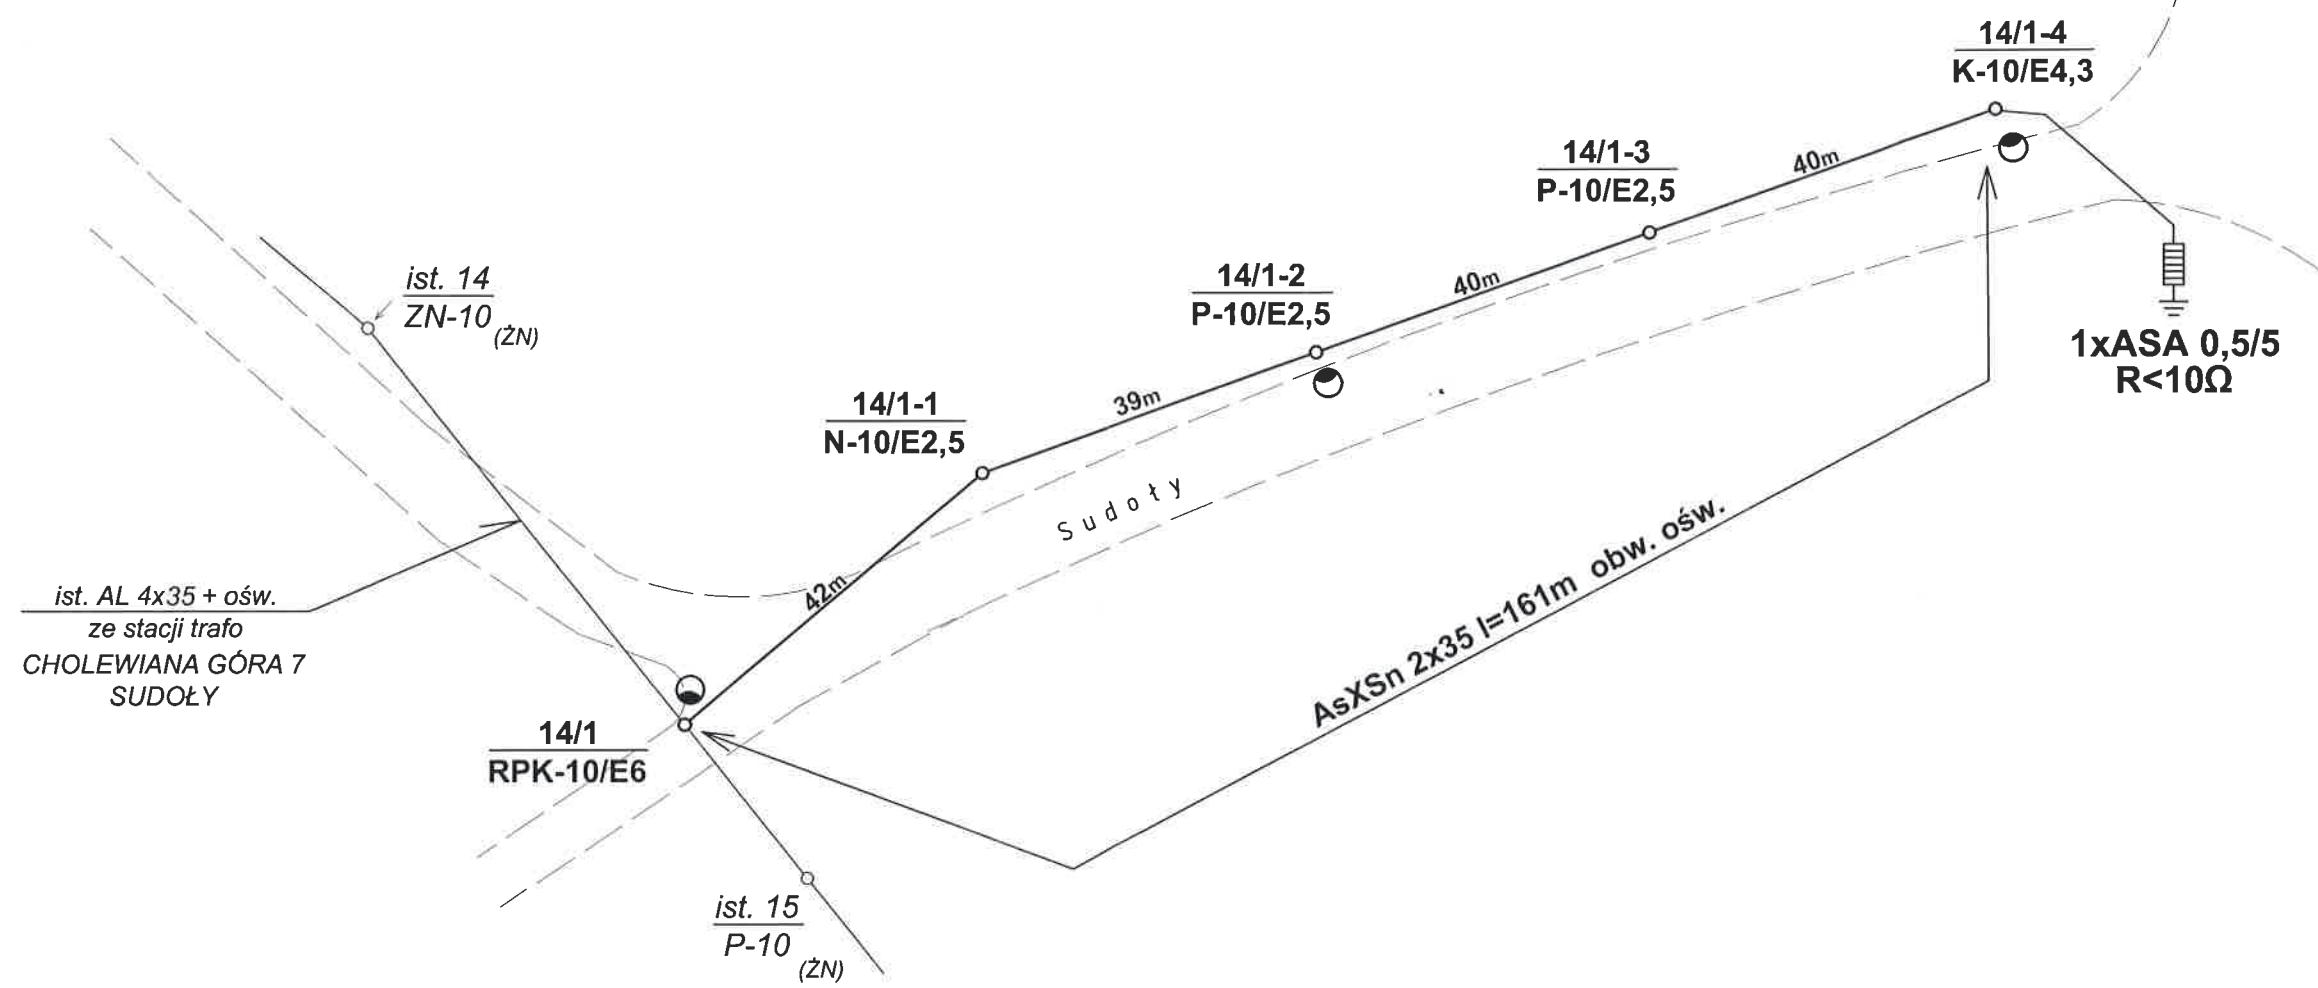 14/1-4
K-10/E4,3
14/1-3
P-10/E2,5
40m
14/1-2
P-10/E2,5
40m
ist. 14
ZN-10 (ŻN)
1xASA 0,5/5
R<10Ω
14/1-1
N-10/E2,5
39m
Sudoły
42m
AsXSn 2x35 l=161m obw. ośw.
ist. AL 4x35 + ośw.
ze stacji trafo
CHOLEWIANA GÓRA 7
SUDOŁY
14/1
RPK-10/E6
ist. 15
P-10 (ŻN)